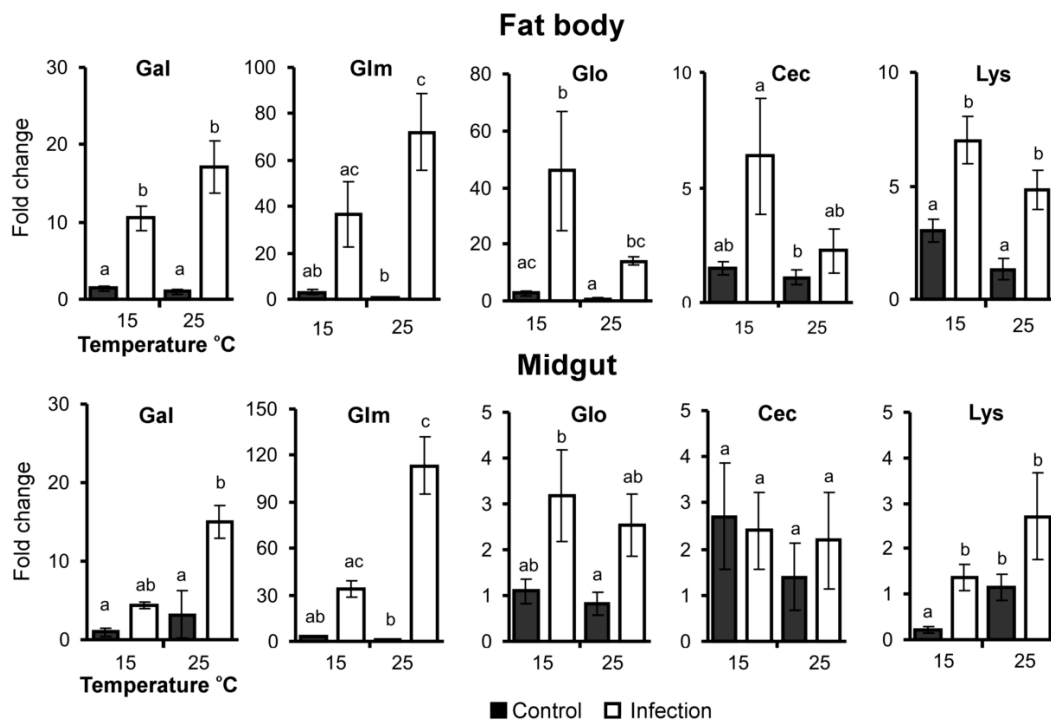 Fat body
Gal
Glm
Glo
Cec
Lys
Fold change
30
20
10
0
a
b
a
b
15
25
100
80
60
40
20
0
ab
ac
b
c
15
25
80
60
40
20
0
ac
b
a
bc
15
25
10
5
0
ab
a
b
ab
15
25
10
5
0
a
b
a
b
15
25
Temperature °C
Midgut
Gal
Glm
Glo
Cec
Lys
Fold change
30
20
10
0
a
ab
a
b
15
25
150
120
90
60
30
0
ab
ac
b
c
15
25
5
4
3
2
1
0
ab
b
a
ab
15
25
5
4
3
2
1
0
a
a
a
a
15
25
5
4
3
2
1
0
a
b
b
b
15
25
Temperature °C
Control
Infection